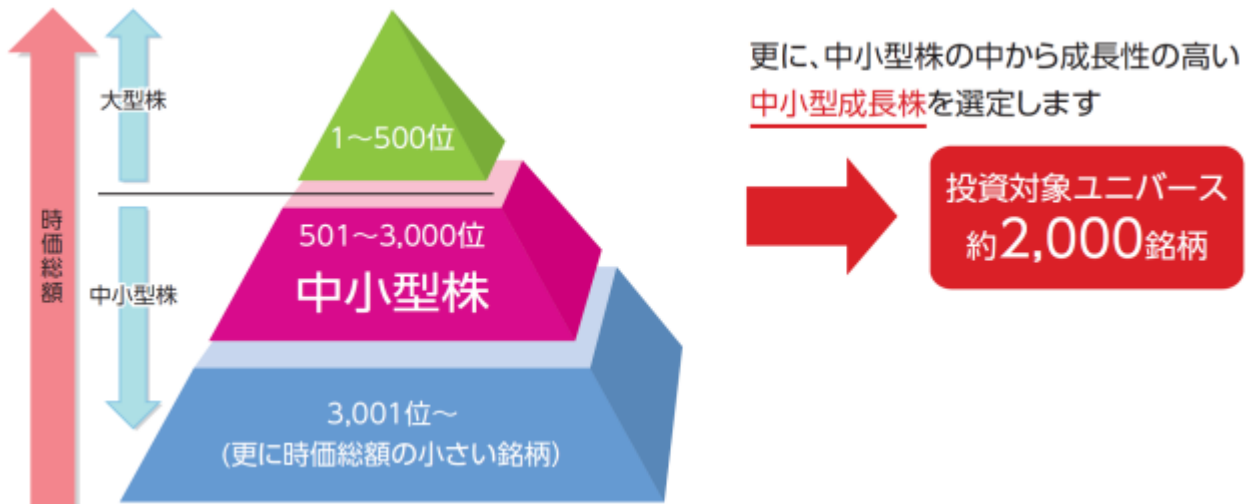 時価総額
大型株
中小型株
1〜500位
501〜3,000位
中小型株
3,001位〜
(更に時価総額の小さい銘柄)
更に、中小型株の中から成長性の高い
中小型成長株を選定します
投資対象ユニバース
約2,000銘柄